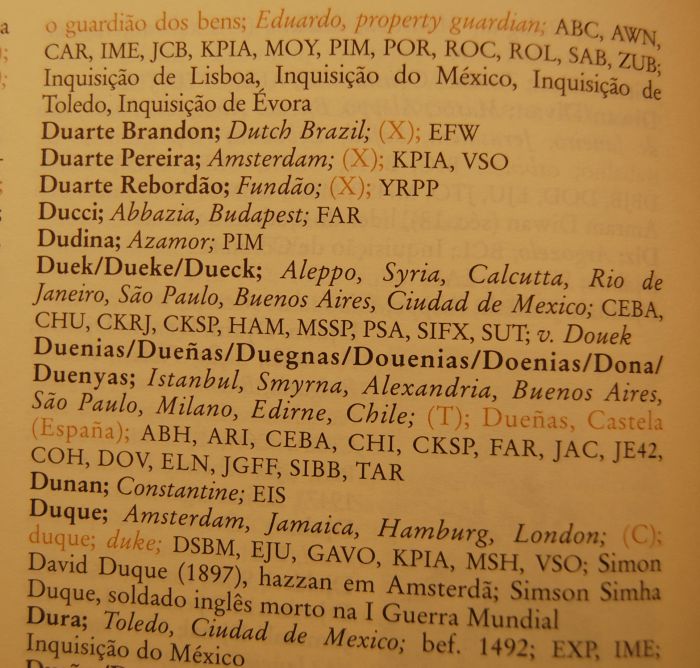 o guardião dos bens; Eduardo, property guardian; ABC, AWN,
CAR, IME, JCB, KPIA, MOY, PIM, POR, ROC, ROL, SAB, ZUB;
Inquisição de Lisboa, Inquisição do México, Inquisição de
Toledo, Inquisição de Évora
Duarte Brandon; Dutch Brazil; (X); EFW
Duarte Pereira; Amsterdam; (X); KPIA, VSO
Duarte Rebordão; Fundão; (X); YRPP
Ducci; Abbazia, Budapest; FAR
Dudina; Azamor; PIM
Duek/Dueke/Dueck; Aleppo, Syria, Calcutta, Rio de
Janeiro, São Paulo, Buenos Aires, Ciudad de Mexico; CEBA,
CHU, CKRJ, CKSP, HAM, MSSP, PSA, SIFX, SUT; v. Douek
Duenias/Dueñas/Duegnas/Douenias/Doenias/Dona/
Duenyas; Istanbul, Smyrna, Alexandria, Buenos Aires,
São Paulo, Milano, Edirne, Chile; (T); Dueñas, Castela
(España); ABH, ARI, CEBA, CHI, CKSP, FAR, JAC, JE42,
COH, DOV, ELN, JGFF, SIBB, TAR
Dunan; Constantine; EIS
Duque; Amsterdam, Jamaica, Hamburg, London; (C);
duque; duke; DSBM, EJU, GAVO, KPIA, MSH, VSO; Simon
David Duque (1897), hazzan em Amsterdã; Simson Simha
Duque, soldado inglês morto na I Guerra Mundial
Dura; Toledo, Ciudad de Mexico; bef. 1492; EXP, IME;
Inquisição do México